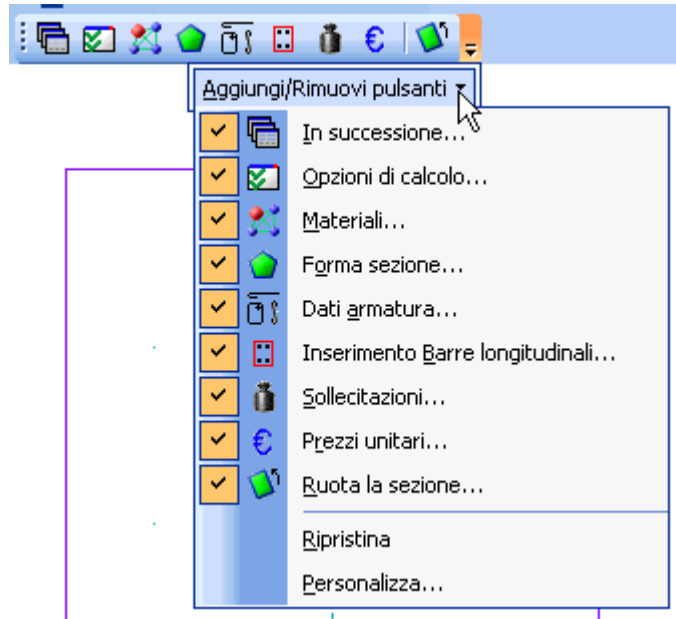 Aggiungi/Rimuovi pulsanti
In successione...
Opzioni di calcolo...
Materiali...
Forma sezione...
Dati armatura...
Inserimento Barre longitudinali...
Sollecitazioni...
Prezzi unitari...
Ruota la sezione...
Ripristina
Personalizza...